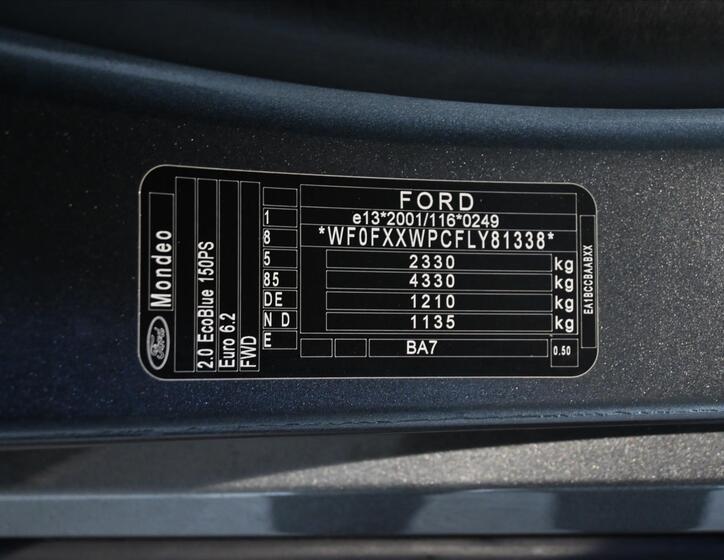 FORD
e13*2001/116*0249
*WF0FXXWPCFLY81338*
2330 kg
4330 kg
1210 kg
1135 kg
BA7
0.50
1
8
5
85
DE
N D
E
Ford
Mondeo
2.0 EcoBlue 150PS
Euro 6.2
FWD
EA1BCCBAABXX